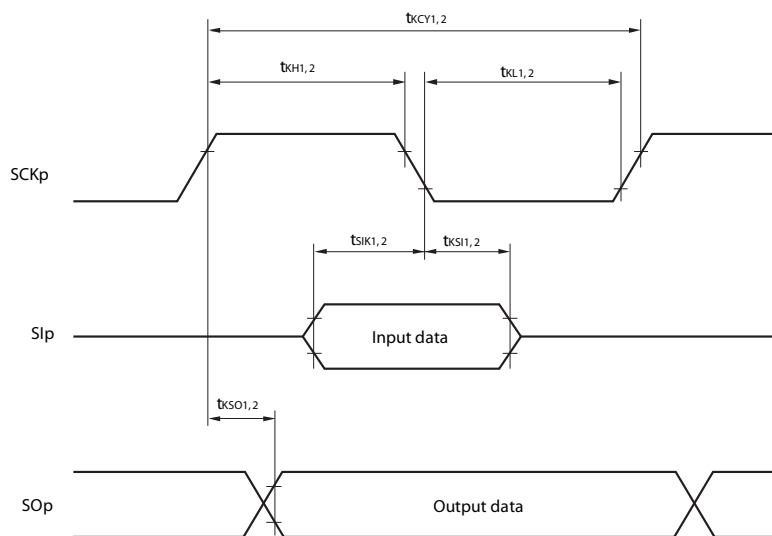 tKCY1, 2
tKH1, 2
tKL1, 2
SCKp
tSIK1, 2
tKSI1, 2
SIp
Input data
tKSO1, 2
SOp
Output data